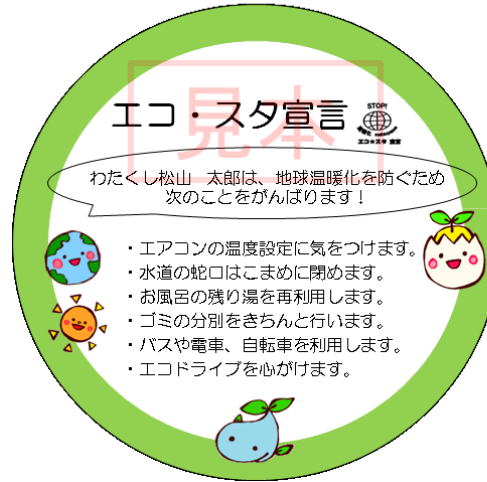 見本
エコ・スタ宣言
STOP!
エコ★スタ 宣言
わたくし松山　太郎は、地球温暖化を防ぐため
次のことをがんばります！
・エアコンの温度設定に気をつけます。
・水道の蛇口はこまめに閉めます。
・お風呂の残り湯を再利用します。
・ゴミの分別をきちんと行います。
・バスや電車、自転車を利用します。
・エコドライブを心がけます。